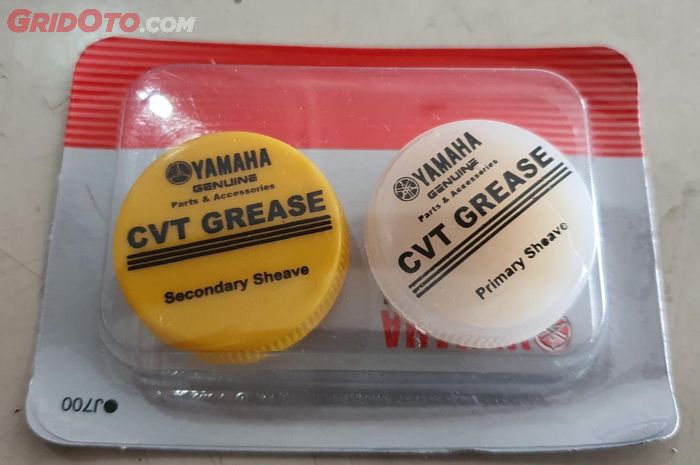 GRIDOTO.COM
YAMAHA
GENUINE
Parts & Accessories
CVT GREASE
Secondary Sheave
YAMAHA
GENUINE
Parts & Accessories
CVT GREASE
Primary Sheave
YAMAHA
J700